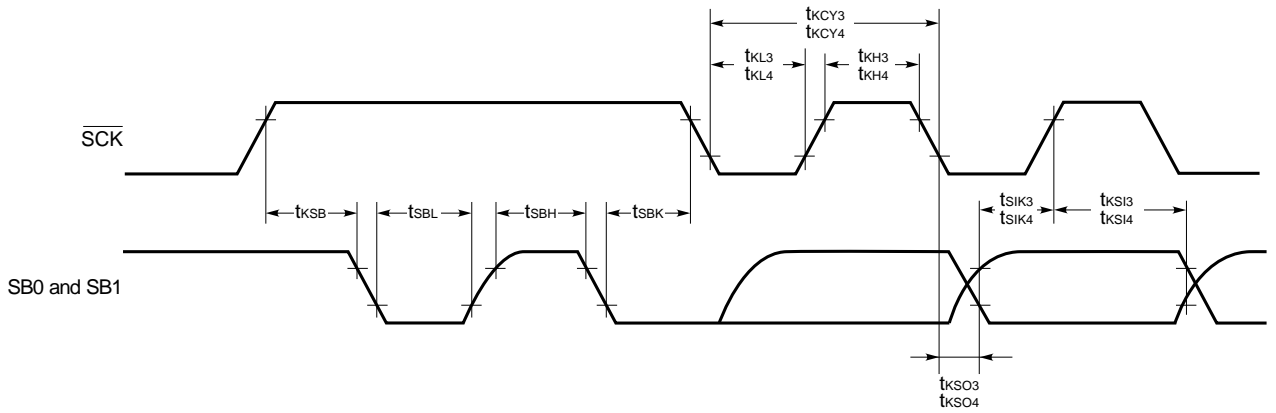 tKCY3
tKCY4
tKL3
tKL4
tKH3
tKH4
SCK
tKSB
tSBL
tSBH
tSBK
tSIK3
tSIK4
tKSI3
tKSI4
SB0 and SB1
tKSO3
tKSO4